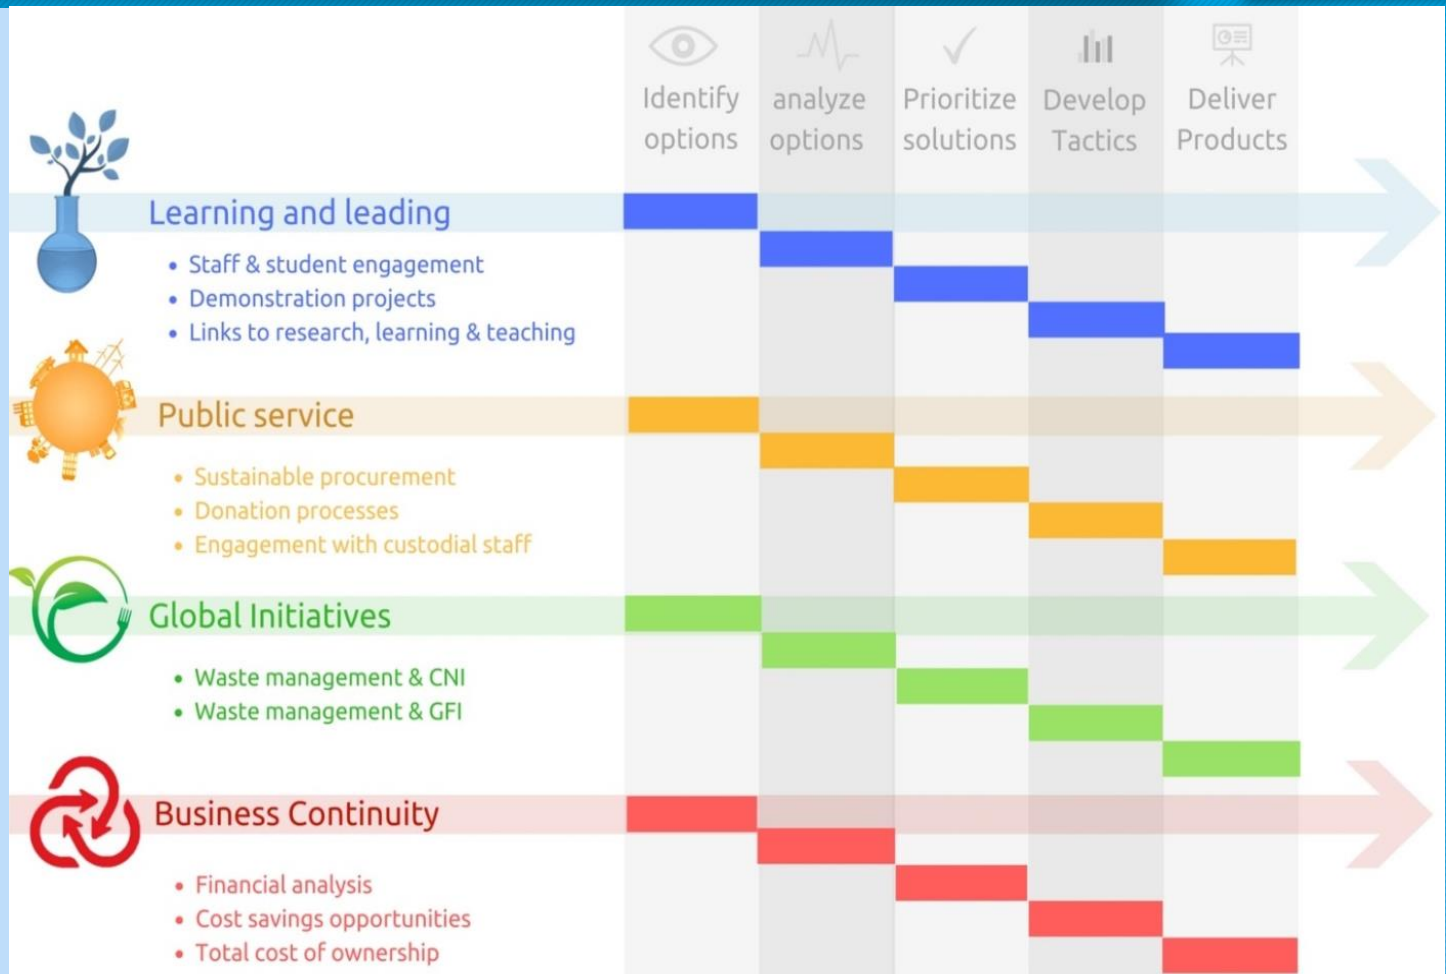 Identify
options
analyze
options
Prioritize
solutions
Develop
Tactics
Deliver
Products
Learning and leading
• Staff & student engagement
• Demonstration projects
• Links to research, learning & teaching
Public service
• Sustainable procurement
• Donation processes
• Engagement with custodial staff
Global Initiatives
• Waste management & CNI
• Waste management & GFI
Business Continuity
• Financial analysis
• Cost savings opportunities
• Total cost of ownership